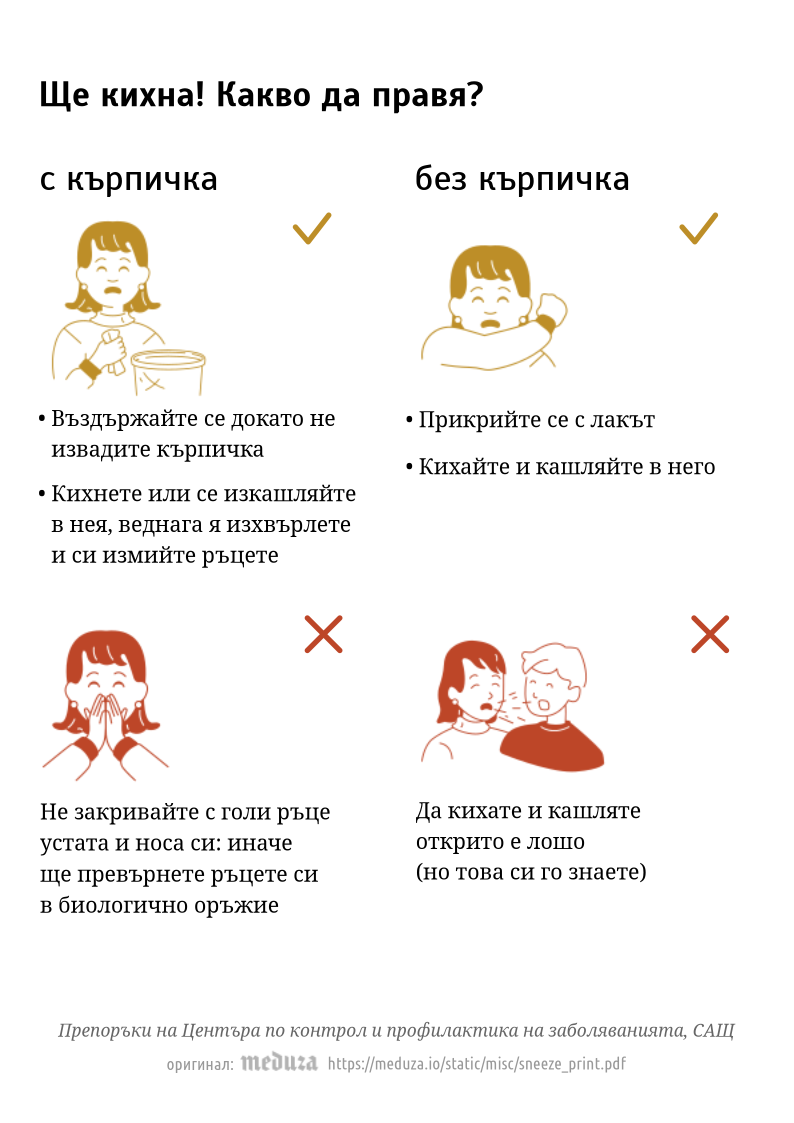 Ще кихна! Какво да правя?
с кърпичка
• Въздържайте се докато не
извадите кърпичка
• Кихнете или се изкашляйте
в нея, веднага я изхвърлете
и си измийте ръцете
без кърпичка
• Прикрийте се с лакът
• Кихайте и кашляйте в него
Не закривайте с голи ръце
устата и носа си: иначе
ще превърнете ръцете си
в биологично оръжие
Да кихате и кашляте
открито е лошо
(но това си го знаете)
Препоръки на Центъра по контрол и профилактика на заболяванията, САЩ
оригинал: meduza https://meduza.io/static/misc/sneeze_print.pdf